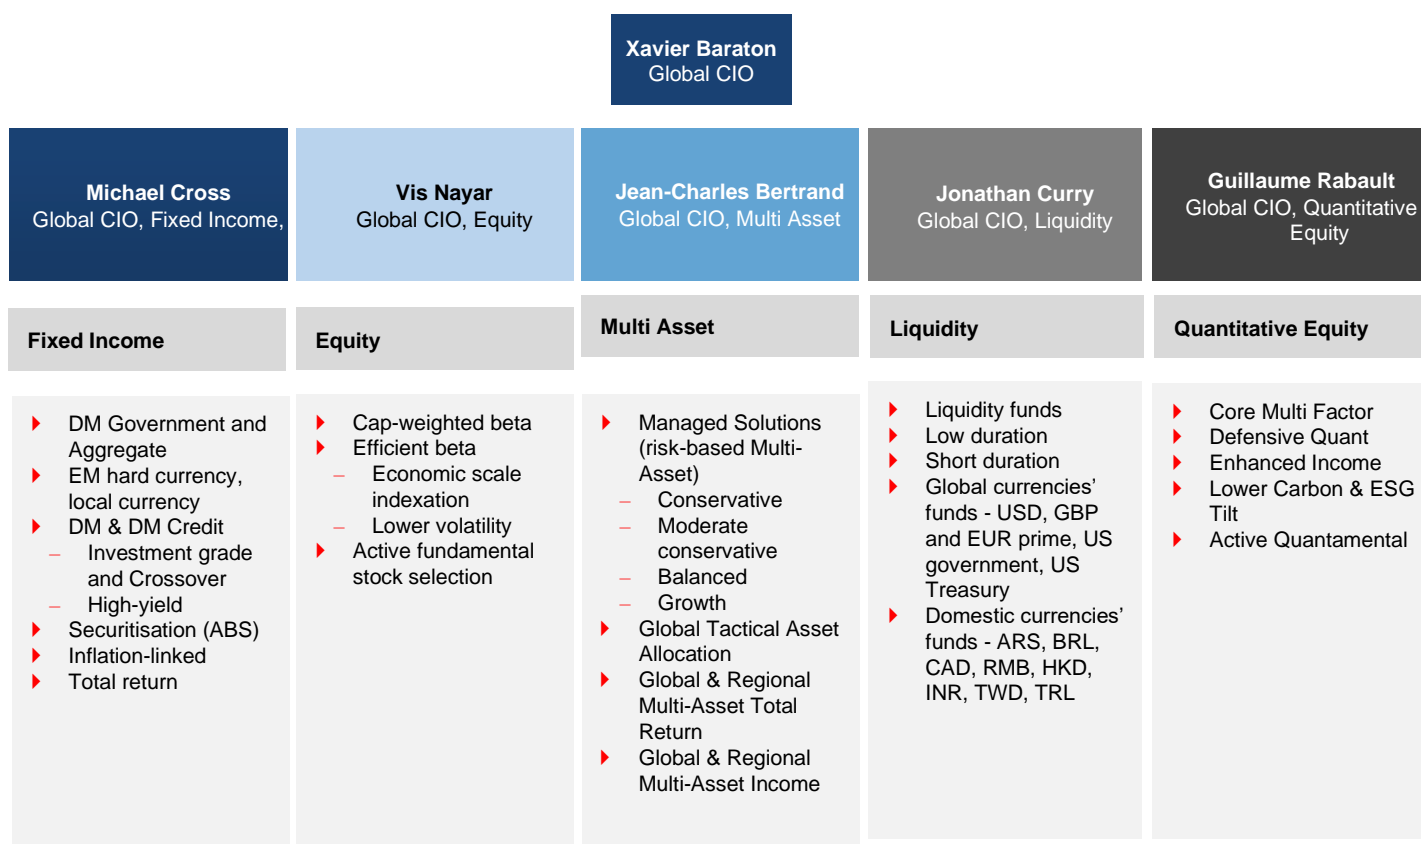 Xavier Baraton
Global CIO
Michael Cross
Global CIO, Fixed Income,
Vis Nayar
Global CIO, Equity
Jean-Charles Bertrand
Global CIO, Multi Asset
Jonathan Curry
Global CIO, Liquidity
Guillaume Rabault
Global CIO, Quantitative
Equity
Fixed Income
Equity
Multi Asset
Liquidity
Quantitative Equity
DM Government and
Aggregate
EM hard currency,
local currency
DM & DM Credit
– Investment grade
and Crossover
– High-yield
Securitisation (ABS)
Inflation-linked
Total return
Cap-weighted beta
Efficient beta
– Economic scale
indexation
– Lower volatility
Active fundamental
stock selection
Managed Solutions
(risk-based Multi-
Asset)
– Conservative
– Moderate
conservative
– Balanced
– Growth
Global Tactical Asset
Allocation
Global & Regional
Multi-Asset Total
Return
Global & Regional
Multi-Asset Income
Liquidity funds
Low duration
Short duration
Global currencies’
funds - USD, GBP
and EUR prime, US
government, US
Treasury
Domestic currencies’
funds - ARS, BRL,
CAD, RMB, HKD,
INR, TWD, TRL
Core Multi Factor
Defensive Quant
Enhanced Income
Lower Carbon & ESG
Tilt
Active Quantamental